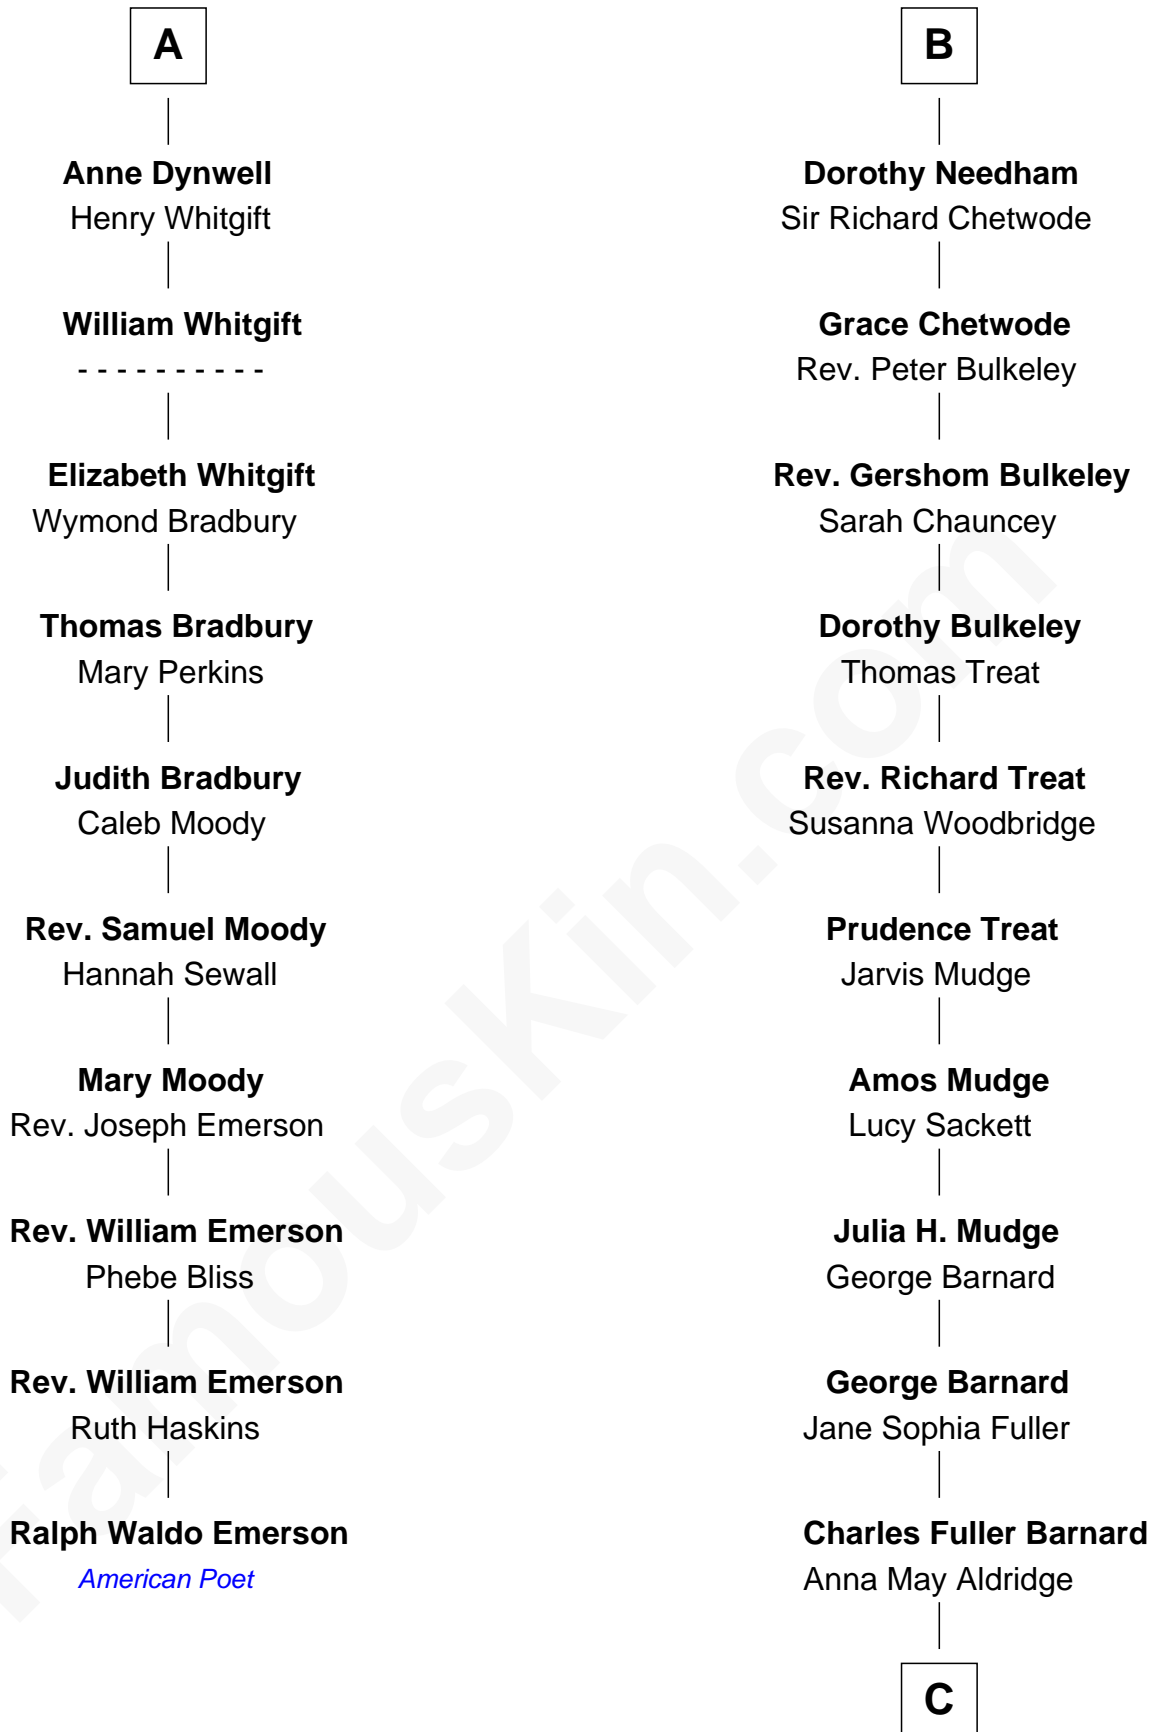 A
Anne Dynwell
Henry Whitgift
William Whitgift
- - - - - - - - - -
Elizabeth Whitgift
Wymond Bradbury
Thomas Bradbury
Mary Perkins
Judith Bradbury
Caleb Moody
Rev. Samuel Moody
Hannah Sewall
Mary Moody
Rev. Joseph Emerson
Rev. William Emerson
Phebe Bliss
Rev. William Emerson
Ruth Haskins
Ralph Waldo Emerson
American Poet
B
Dorothy Needham
Sir Richard Chetwode
Grace Chetwode
Rev. Peter Bulkeley
Rev. Gershom Bulkeley
Sarah Chauncey
Dorothy Bulkeley
Thomas Treat
Rev. Richard Treat
Susanna Woodbridge
Prudence Treat
Jarvis Mudge
Amos Mudge
Lucy Sackett
Julia H. Mudge
George Barnard
George Barnard
Jane Sophia Fuller
Charles Fuller Barnard
Anna May Aldridge
C
FamousKin.com